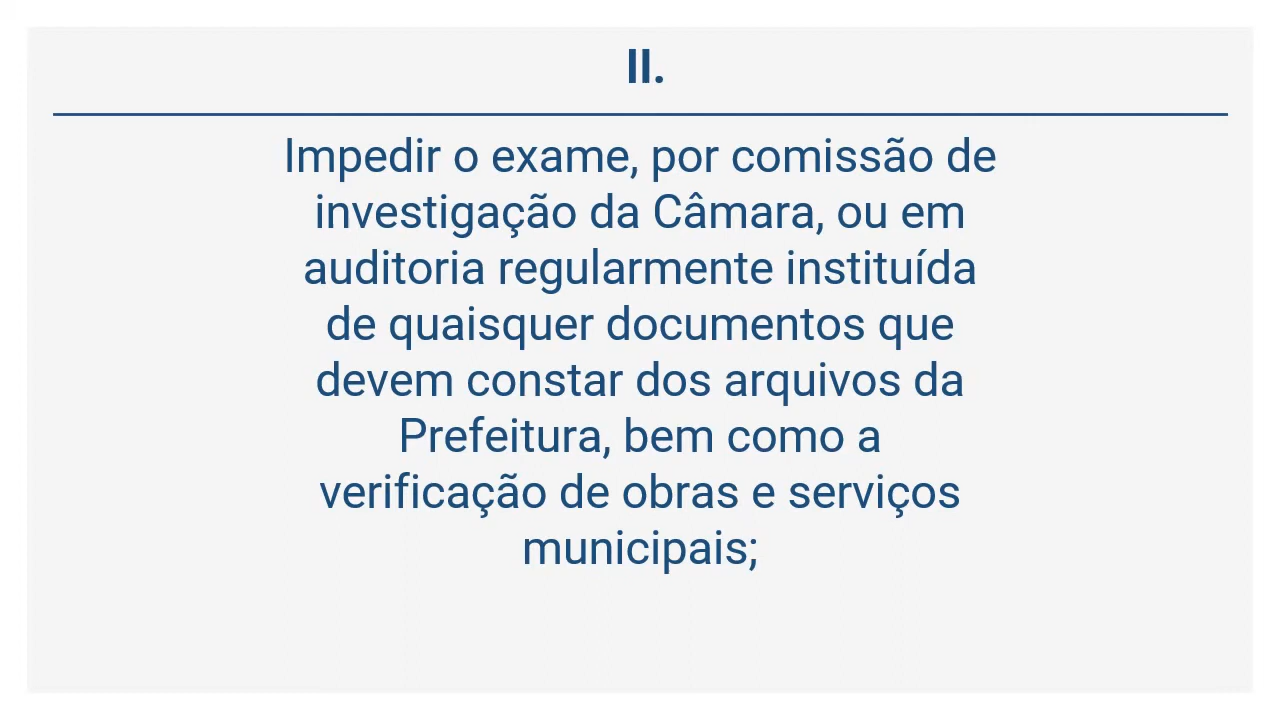 II.
Impedir o exame, por comissão de
investigação da Câmara, ou em
auditoria regularmente instituída
de quaisquer documentos que
devem constar dos arquivos da
Prefeitura, bem como a
verificação de obras e serviços
municipais;